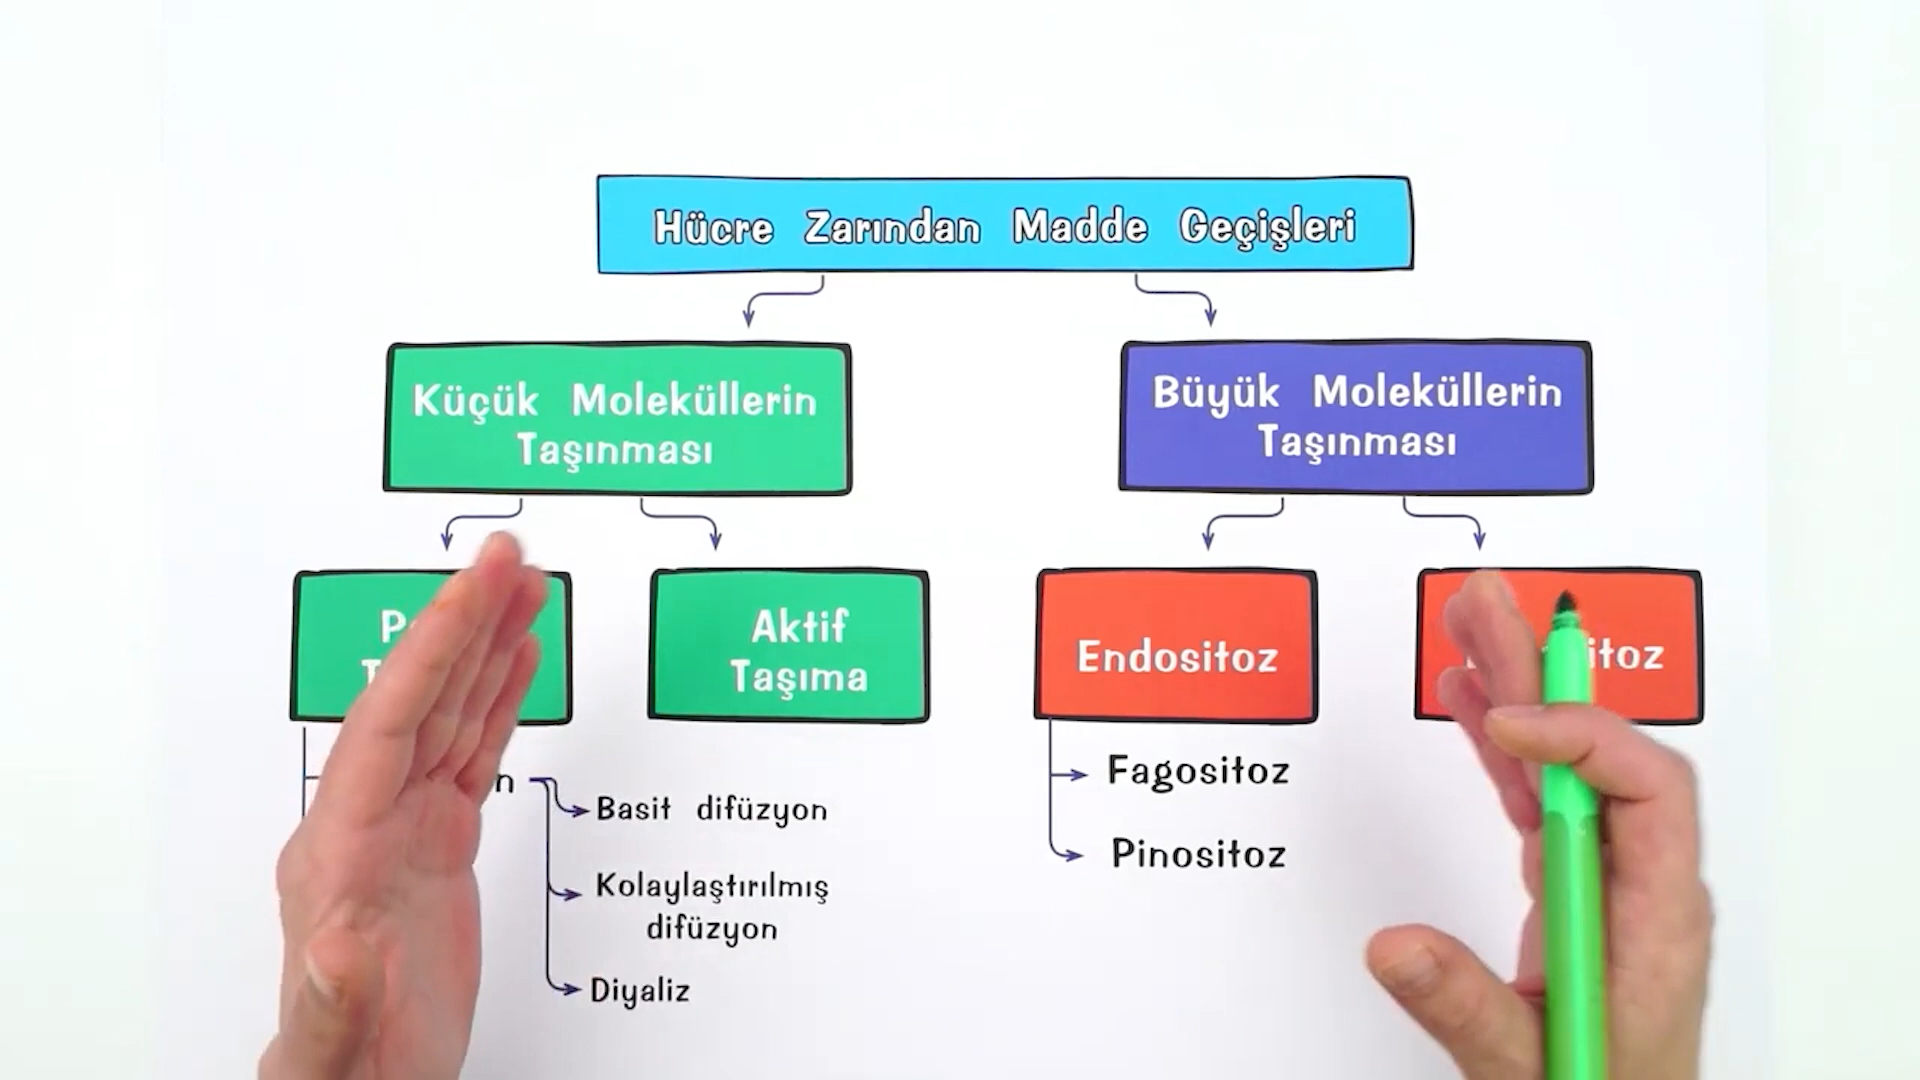 Hücre Zarından Madde Geçişleri
Küçük Moleküllerin
Taşınması
Büyük Moleküllerin
Taşınması
Aktif
Taşıma
Endositoz
Basit difüzyon
Kolaylaştırılmış
difüzyon
Diyaliz
Fagositoz
Pinositoz